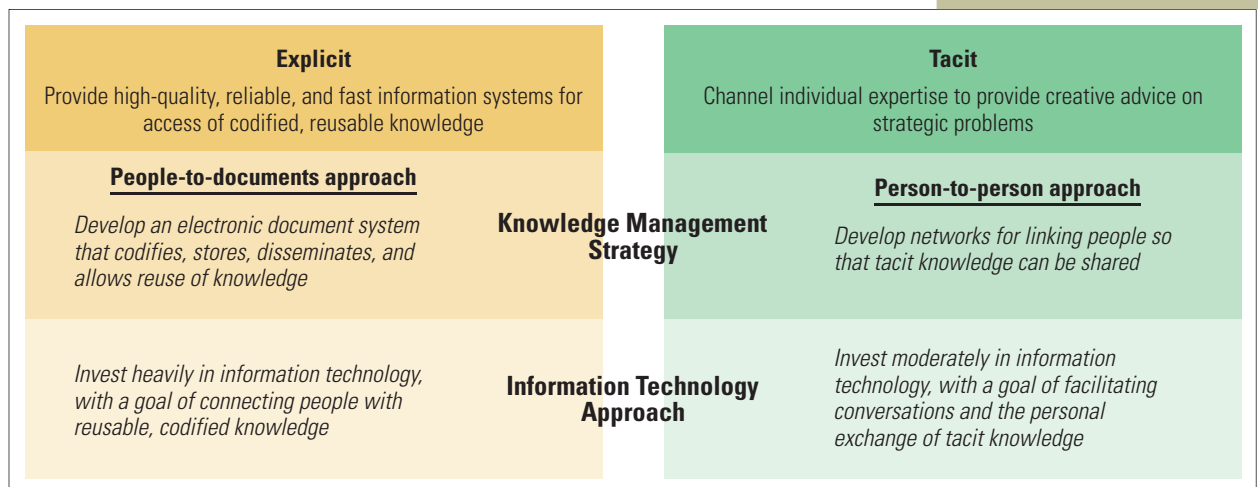 Explicit
Provide high-quality, reliable, and fast information systems for
access of codified, reusable knowledge
Tacit
Channel individual expertise to provide creative advice on
strategic problems
People-to-documents approach
Develop an electronic document system
that codifies, stores, disseminates, and
allows reuse of knowledge
Knowledge Management
Strategy
Person-to-person approach
Develop networks for linking people so
that tacit knowledge can be shared
Invest heavily in information technology,
with a goal of connecting people with
reusable, codified knowledge
Information Technology
Approach
Invest moderately in information
technology, with a goal of facilitating
conversations and the personal
exchange of tacit knowledge